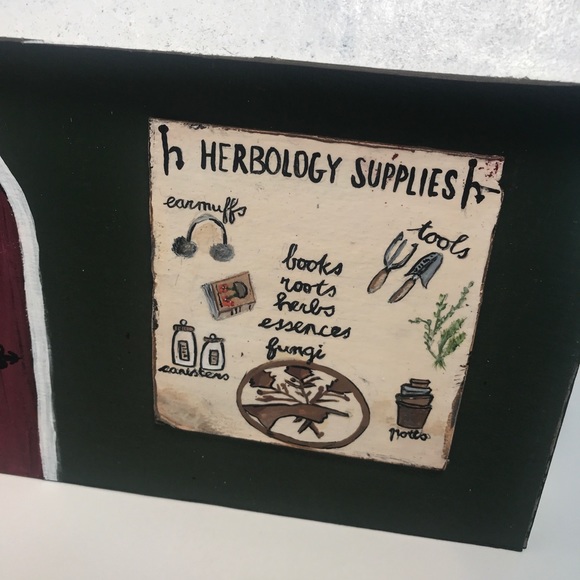 HERBOLOGY SUPPLIES
earmuffs
tools
books
roots
herbs
essences
fungi
canisters
pots